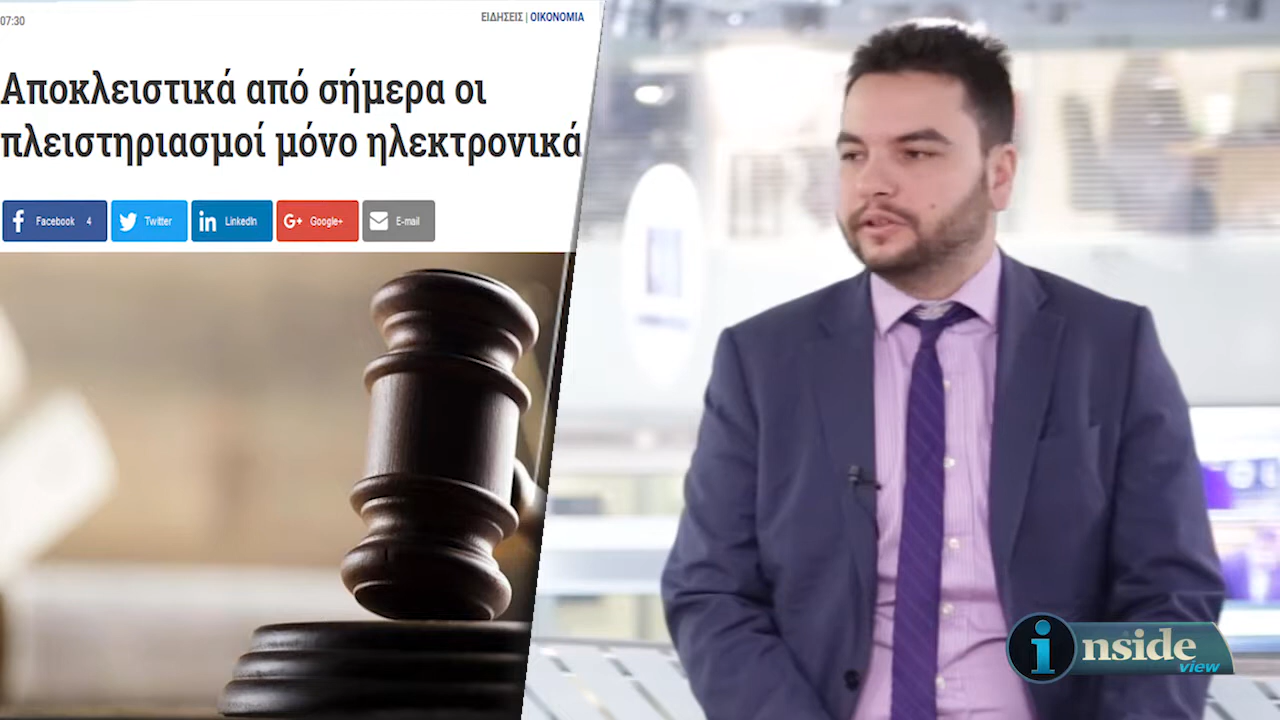 07:30
ΕΙΔΗΣΕΙΣ | ΟΙΚΟΝΟΜΙΑ
Αποκλειστικά από σήμερα οι
πλειστηριασμοί μόνο ηλεκτρονικά
Facebook 4
Twitter
LinkedIn
Google+
E-mail
inside
view